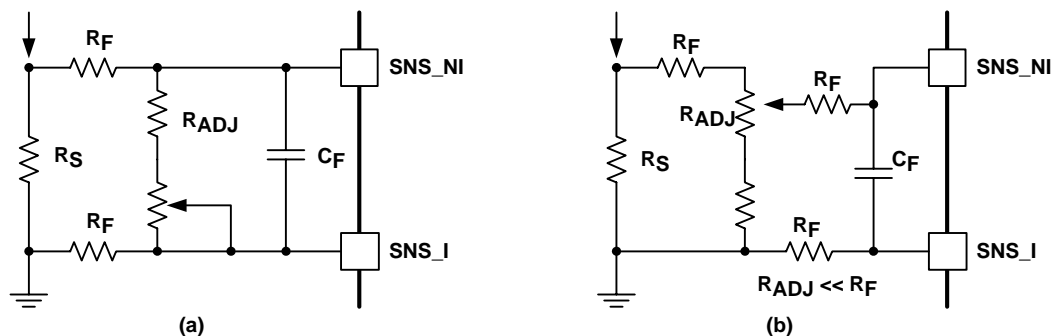 RF
SNS_NI
RADJ
RS
CF
RF
SNS_I
(a)
RF
SNS_NI
RF
RADJ
RS
CF
RF
SNS_I
RADJ << RF
(b)